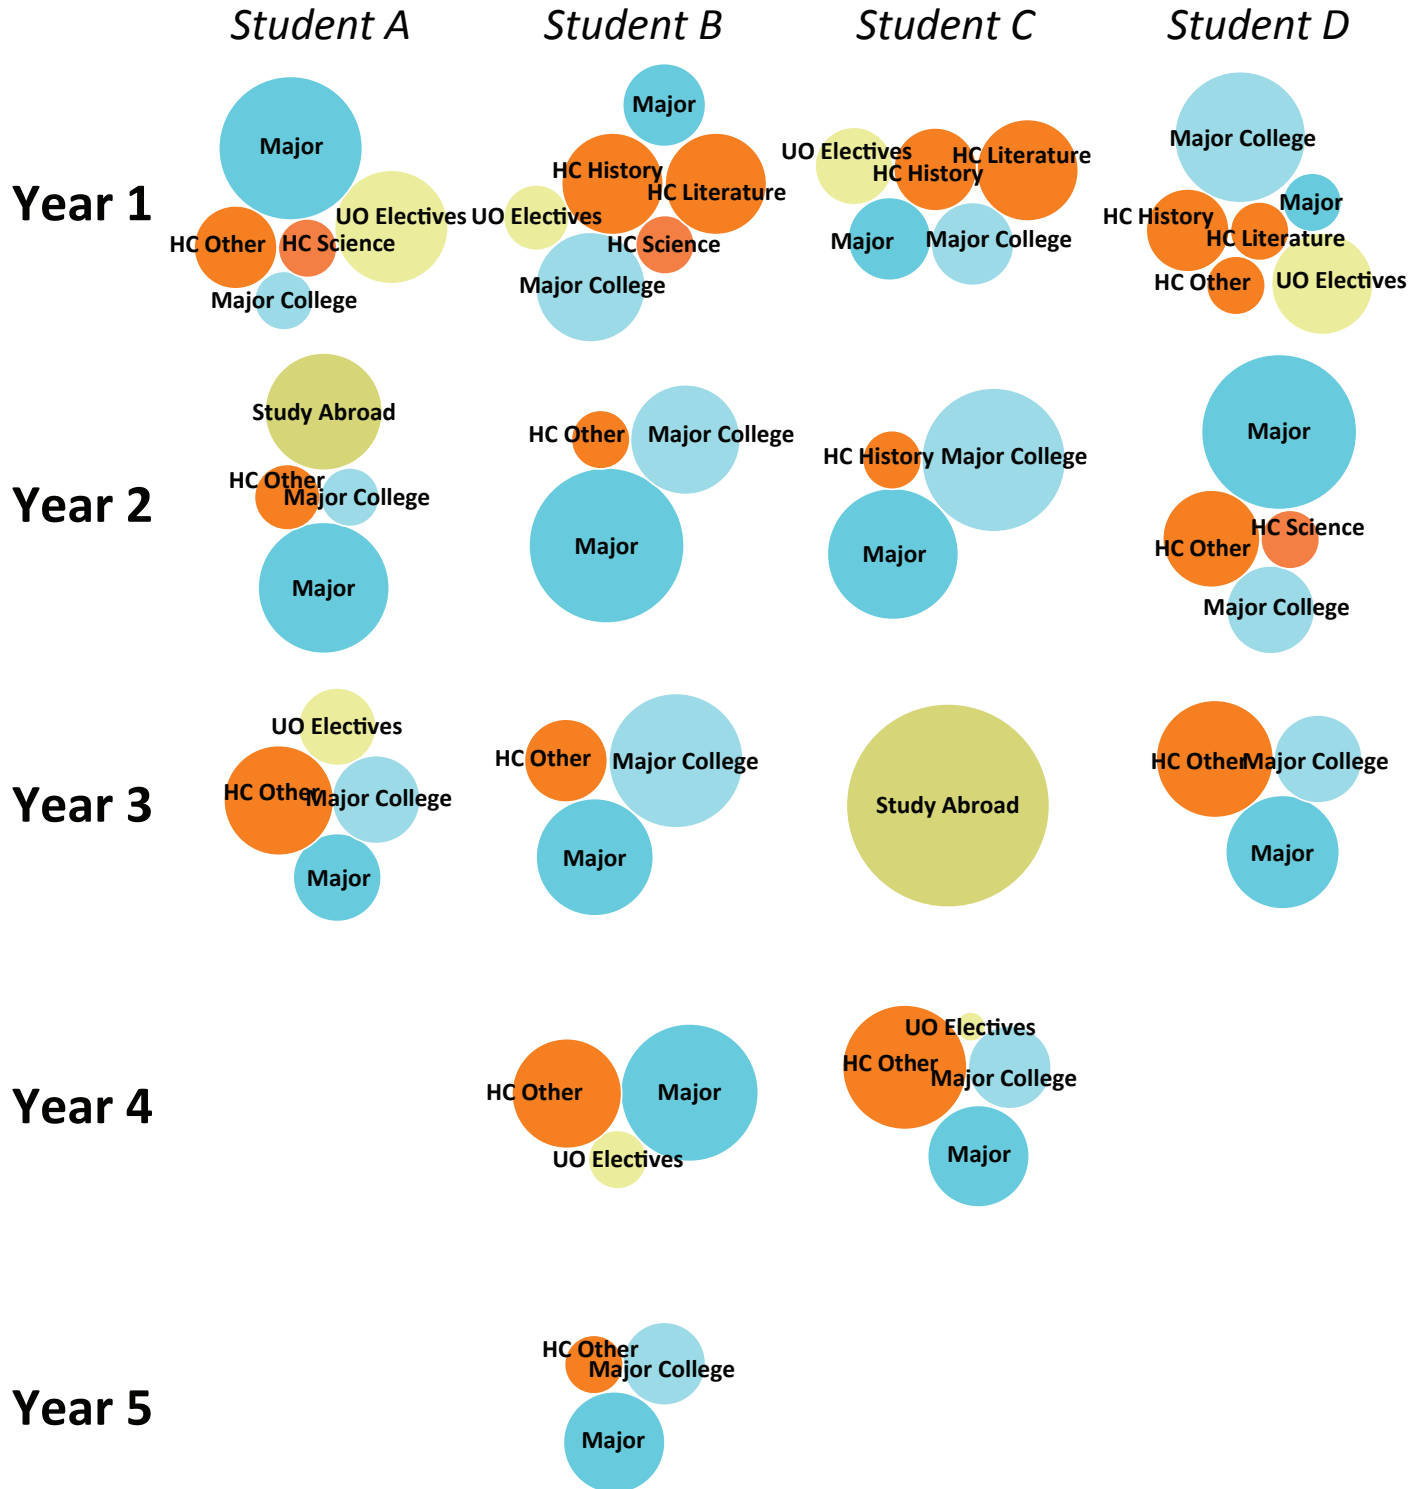 Student A
Student B
Student C
Student D
Year 1
Major
UO Electives
HC Other
HC Science
Major College
Major
HC History
HC Literature
UO Electives
HC Science
Major College
UO Electives
HC History
HC Literature
Major
Major College
Major College
Major
HC History
HC Literature
HC Other
UO Electives
Year 2
Study Abroad
HC Other
Major College
Major
HC Other
Major College
Major
HC History
Major College
Major
Major
HC Science
HC Other
Major College
Year 3
UO Electives
HC Other
Major College
Major
HC Other
Major College
Major
Study Abroad
HC Other
Major College
Major
Year 4
HC Other
Major
UO Electives
UO Electives
HC Other
Major College
Major
Year 5
HC Other
Major College
Major